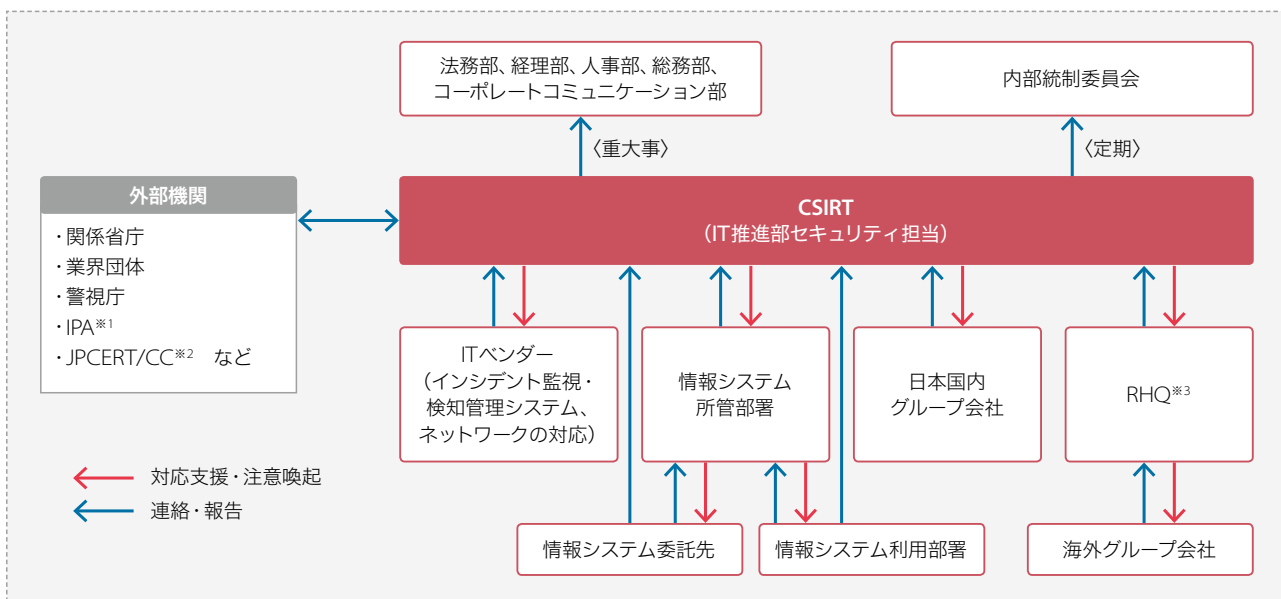 法務部、経理部、人事部、総務部、
コーポレートコミュニケーション部
内部統制委員会
〈重大事〉
〈定期〉
外部機関
・関係省庁
・業界団体
・警視庁
・IPA※1
・JPCERT/CC※2 など
CSIRT
（IT推進部セキュリティ担当）
ITベンダー
（インシデント監視・
検知管理システム、
ネットワークの対応）
情報システム
所管部署
日本国内
グループ会社
RHQ※3
対応支援・注意喚起
連絡・報告
情報システム委託先
情報システム利用部署
海外グループ会社